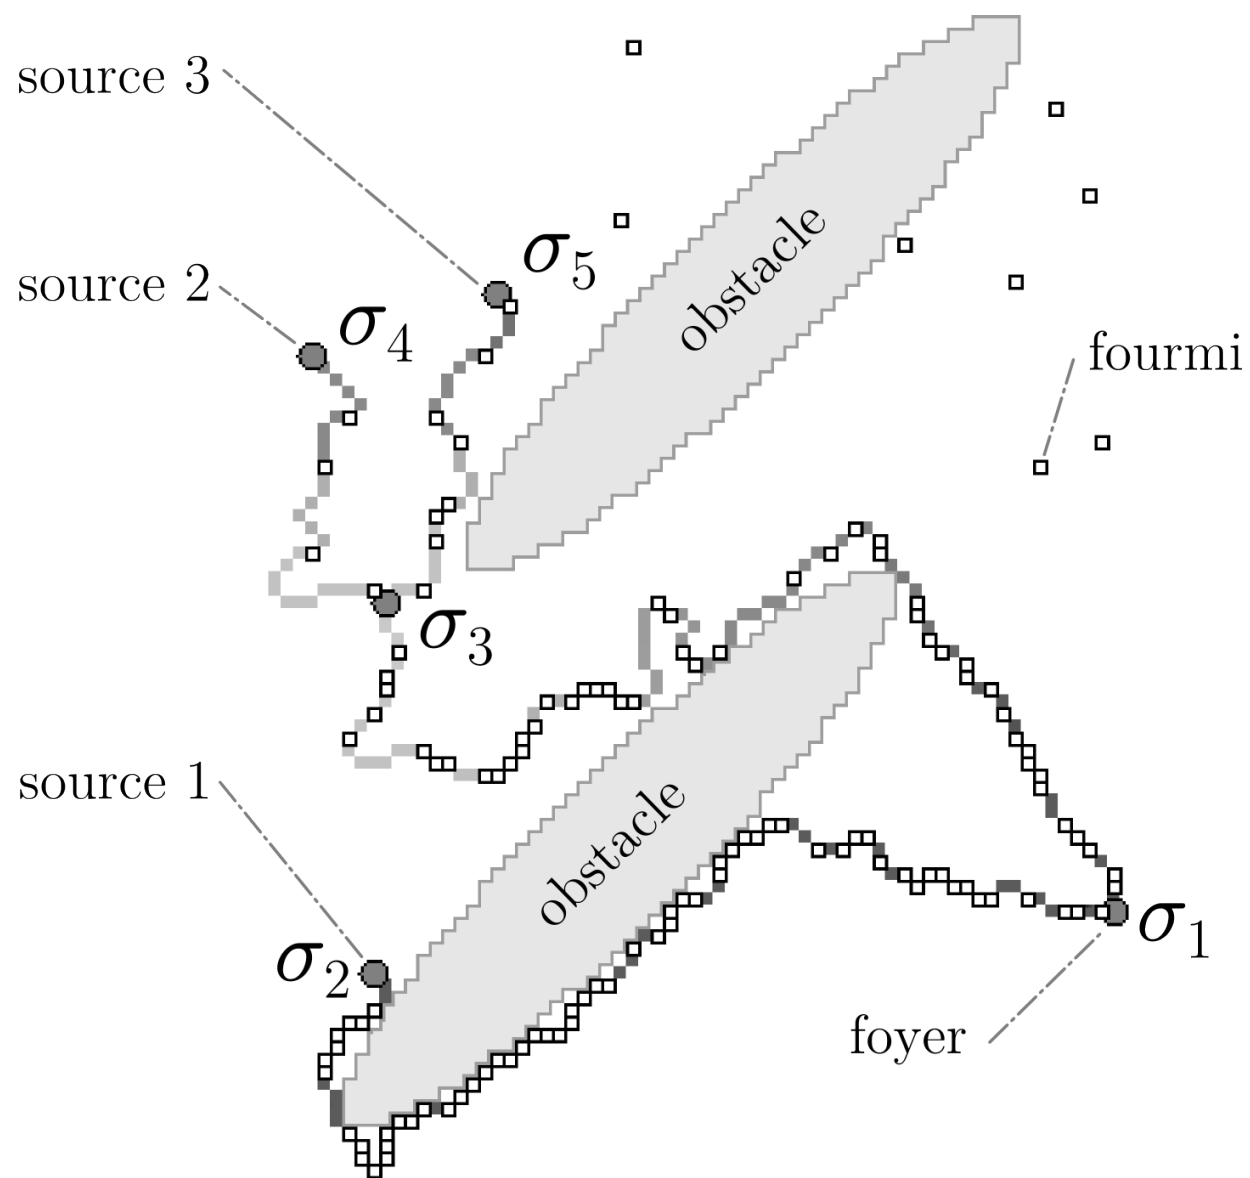 source 3
σ5
source 2
σ4
obstacle
fourmi
σ3
source 1
obstacle
σ2
σ1
foyer